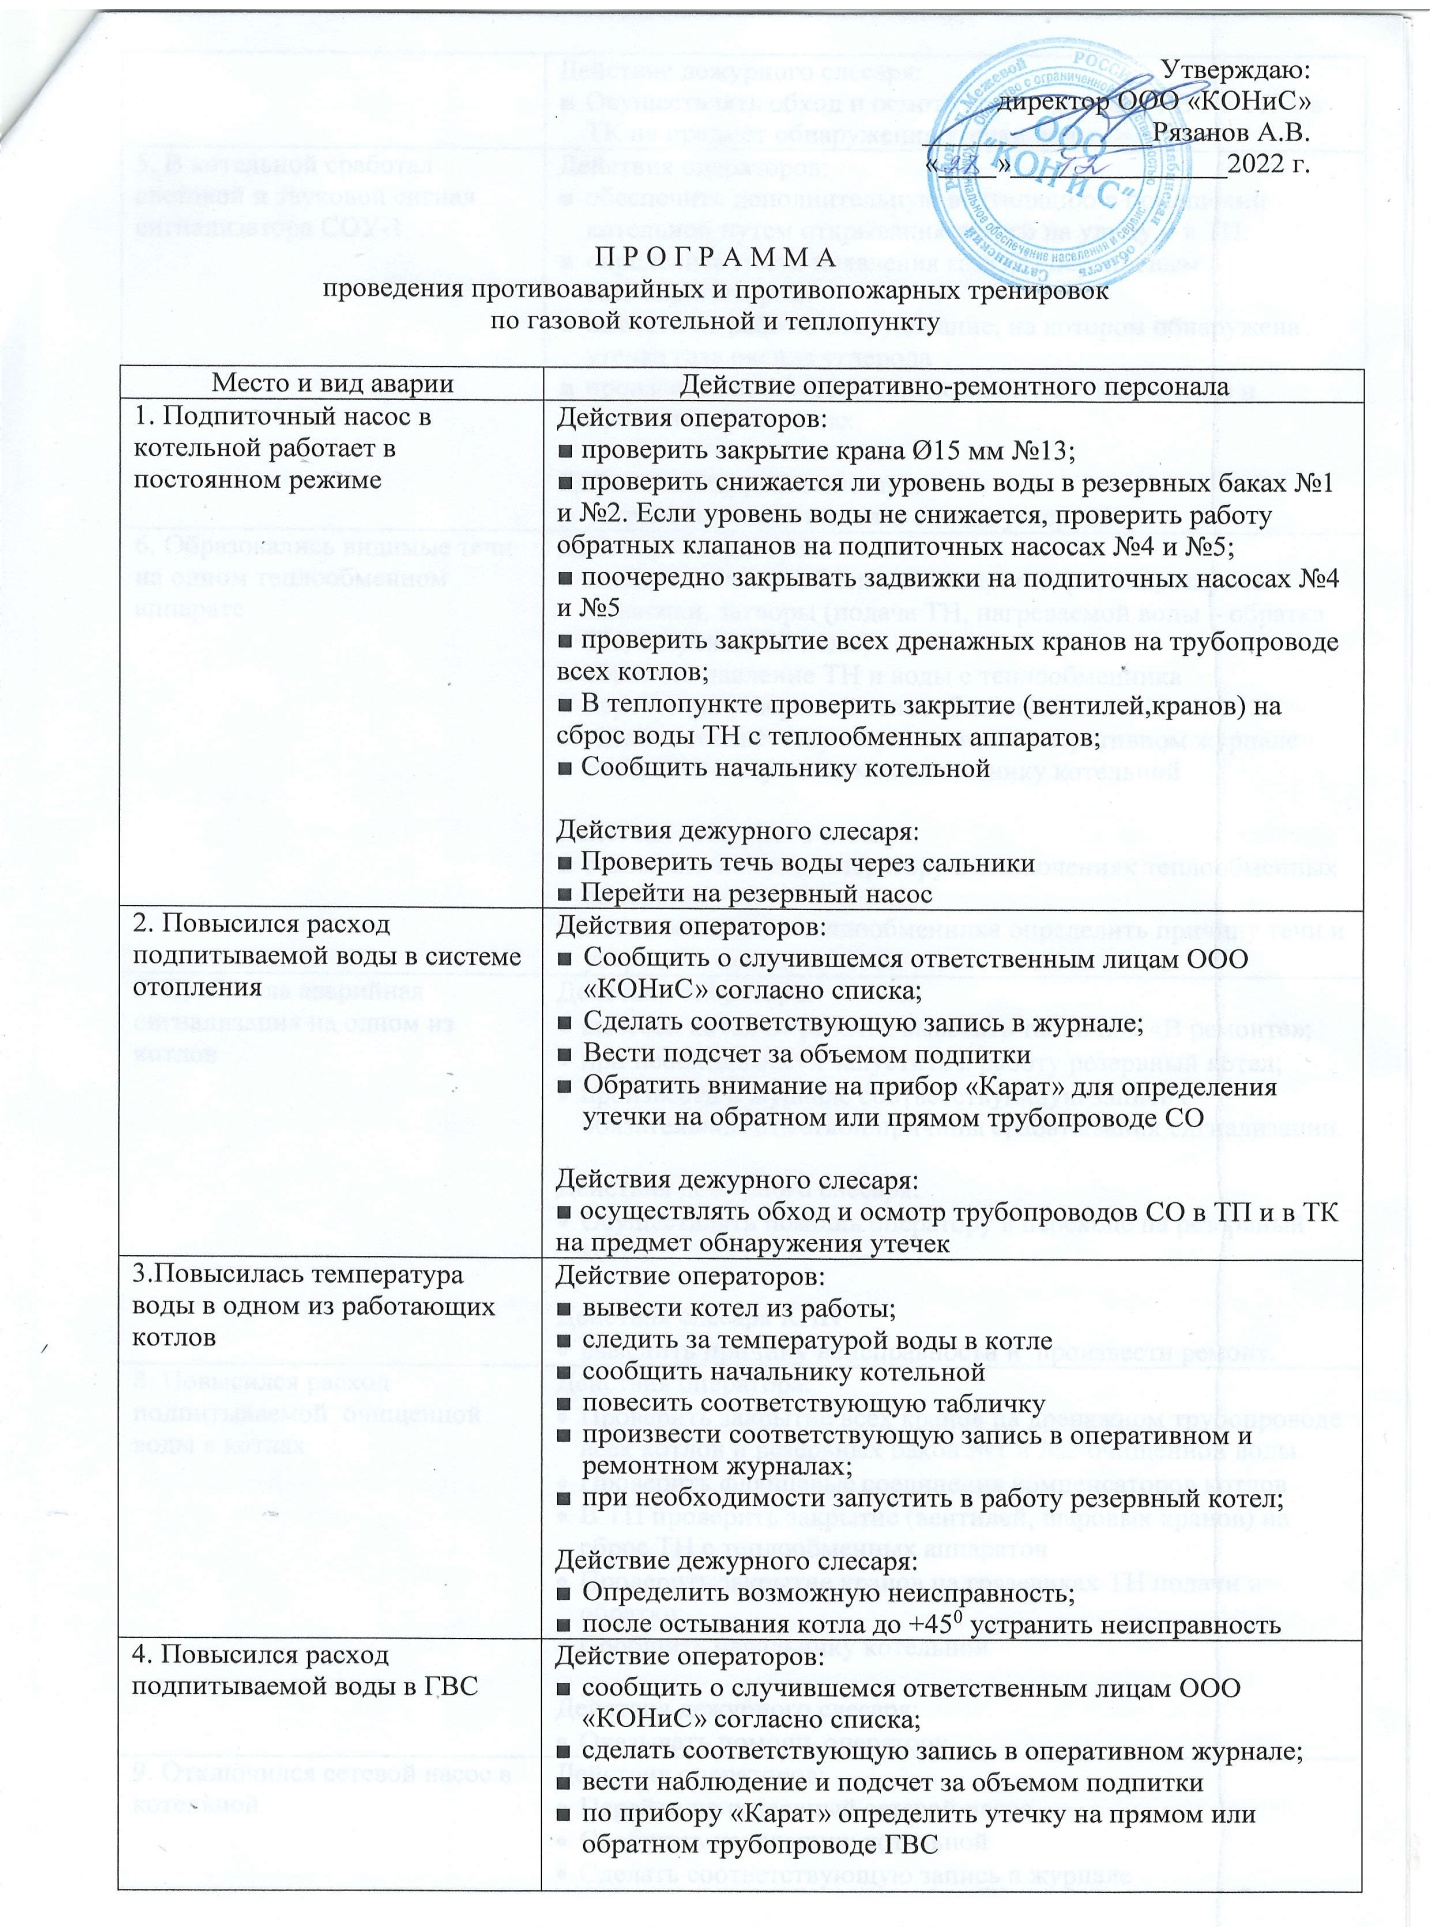 Утверждаю:
директор ООО «КОНиС»
Рязанов А.В.
« » 12 2022 г.
ООО
"КОНиС"
П Р О Г Р А М М А
проведения противоаварийных и противопожарных тренировок
по газовой котельной и теплопункту
Место и вид аварии
Действие оперативно-ремонтного персонала
1. Подпиточный насос в
котельной работает в
постоянном режиме
Действия операторов:
▪ проверить закрытие крана Ø15 мм №13;
▪ проверить снижается ли уровень воды в резервных баках №1
и №2. Если уровень воды не снижается, проверить работу
обратных клапанов на подпиточных насосах №4 и №5;
▪ поочередно закрывать задвижки на подпиточных насосах №4
и №5
▪ проверить закрытие всех дренажных кранов на трубопроводе
всех котлов;
▪ В теплопункте проверить закрытие (вентилей,кранов) на
сброс воды ТН с теплообменных аппаратов;
▪ Сообщить начальнику котельной
Действия дежурного слесаря:
▪ Проверить течь воды через сальники
▪ Перейти на резервный насос
2. Повысился расход
подпитываемой воды в системе
отопления
Действия операторов:
▪ Сообщить о случившемся ответственным лицам ООО
«КОНиС» согласно списка;
▪ Сделать соответствующую запись в журнале;
▪ Вести подсчет за объемом подпитки
▪ Обратить внимание на прибор «Карат» для определения
утечки на обратном или прямом трубопроводе СО
Действия дежурного слесаря:
▪ осуществлять обход и осмотр трубопроводов СО в ТП и в ТК
на предмет обнаружения утечек
3.Повысилась температура
воды в одном из работающих
котлов
Действие операторов:
▪ вывести котел из работы;
▪ следить за температурой воды в котле
▪ сообщить начальнику котельной
▪ повесить соответствующую табличку
▪ произвести соответствующую запись в оперативном и
ремонтном журналах;
▪ при необходимости запустить в работу резервный котел;
Действие дежурного слесаря:
▪ Определить возможную неисправность;
▪ после остывания котла до +45⁰ устранить неисправность
4. Повысился расход
подпитываемой воды в ГВС
Действие операторов:
▪ сообщить о случившемся ответственным лицам ООО
«КОНиС» согласно списка;
▪ сделать соответствующую запись в оперативном журнале;
▪ вести наблюдение и подсчет за объемом подпитки
▪ по прибору «Карат» определить утечку на прямом или
обратном трубопроводе ГВС